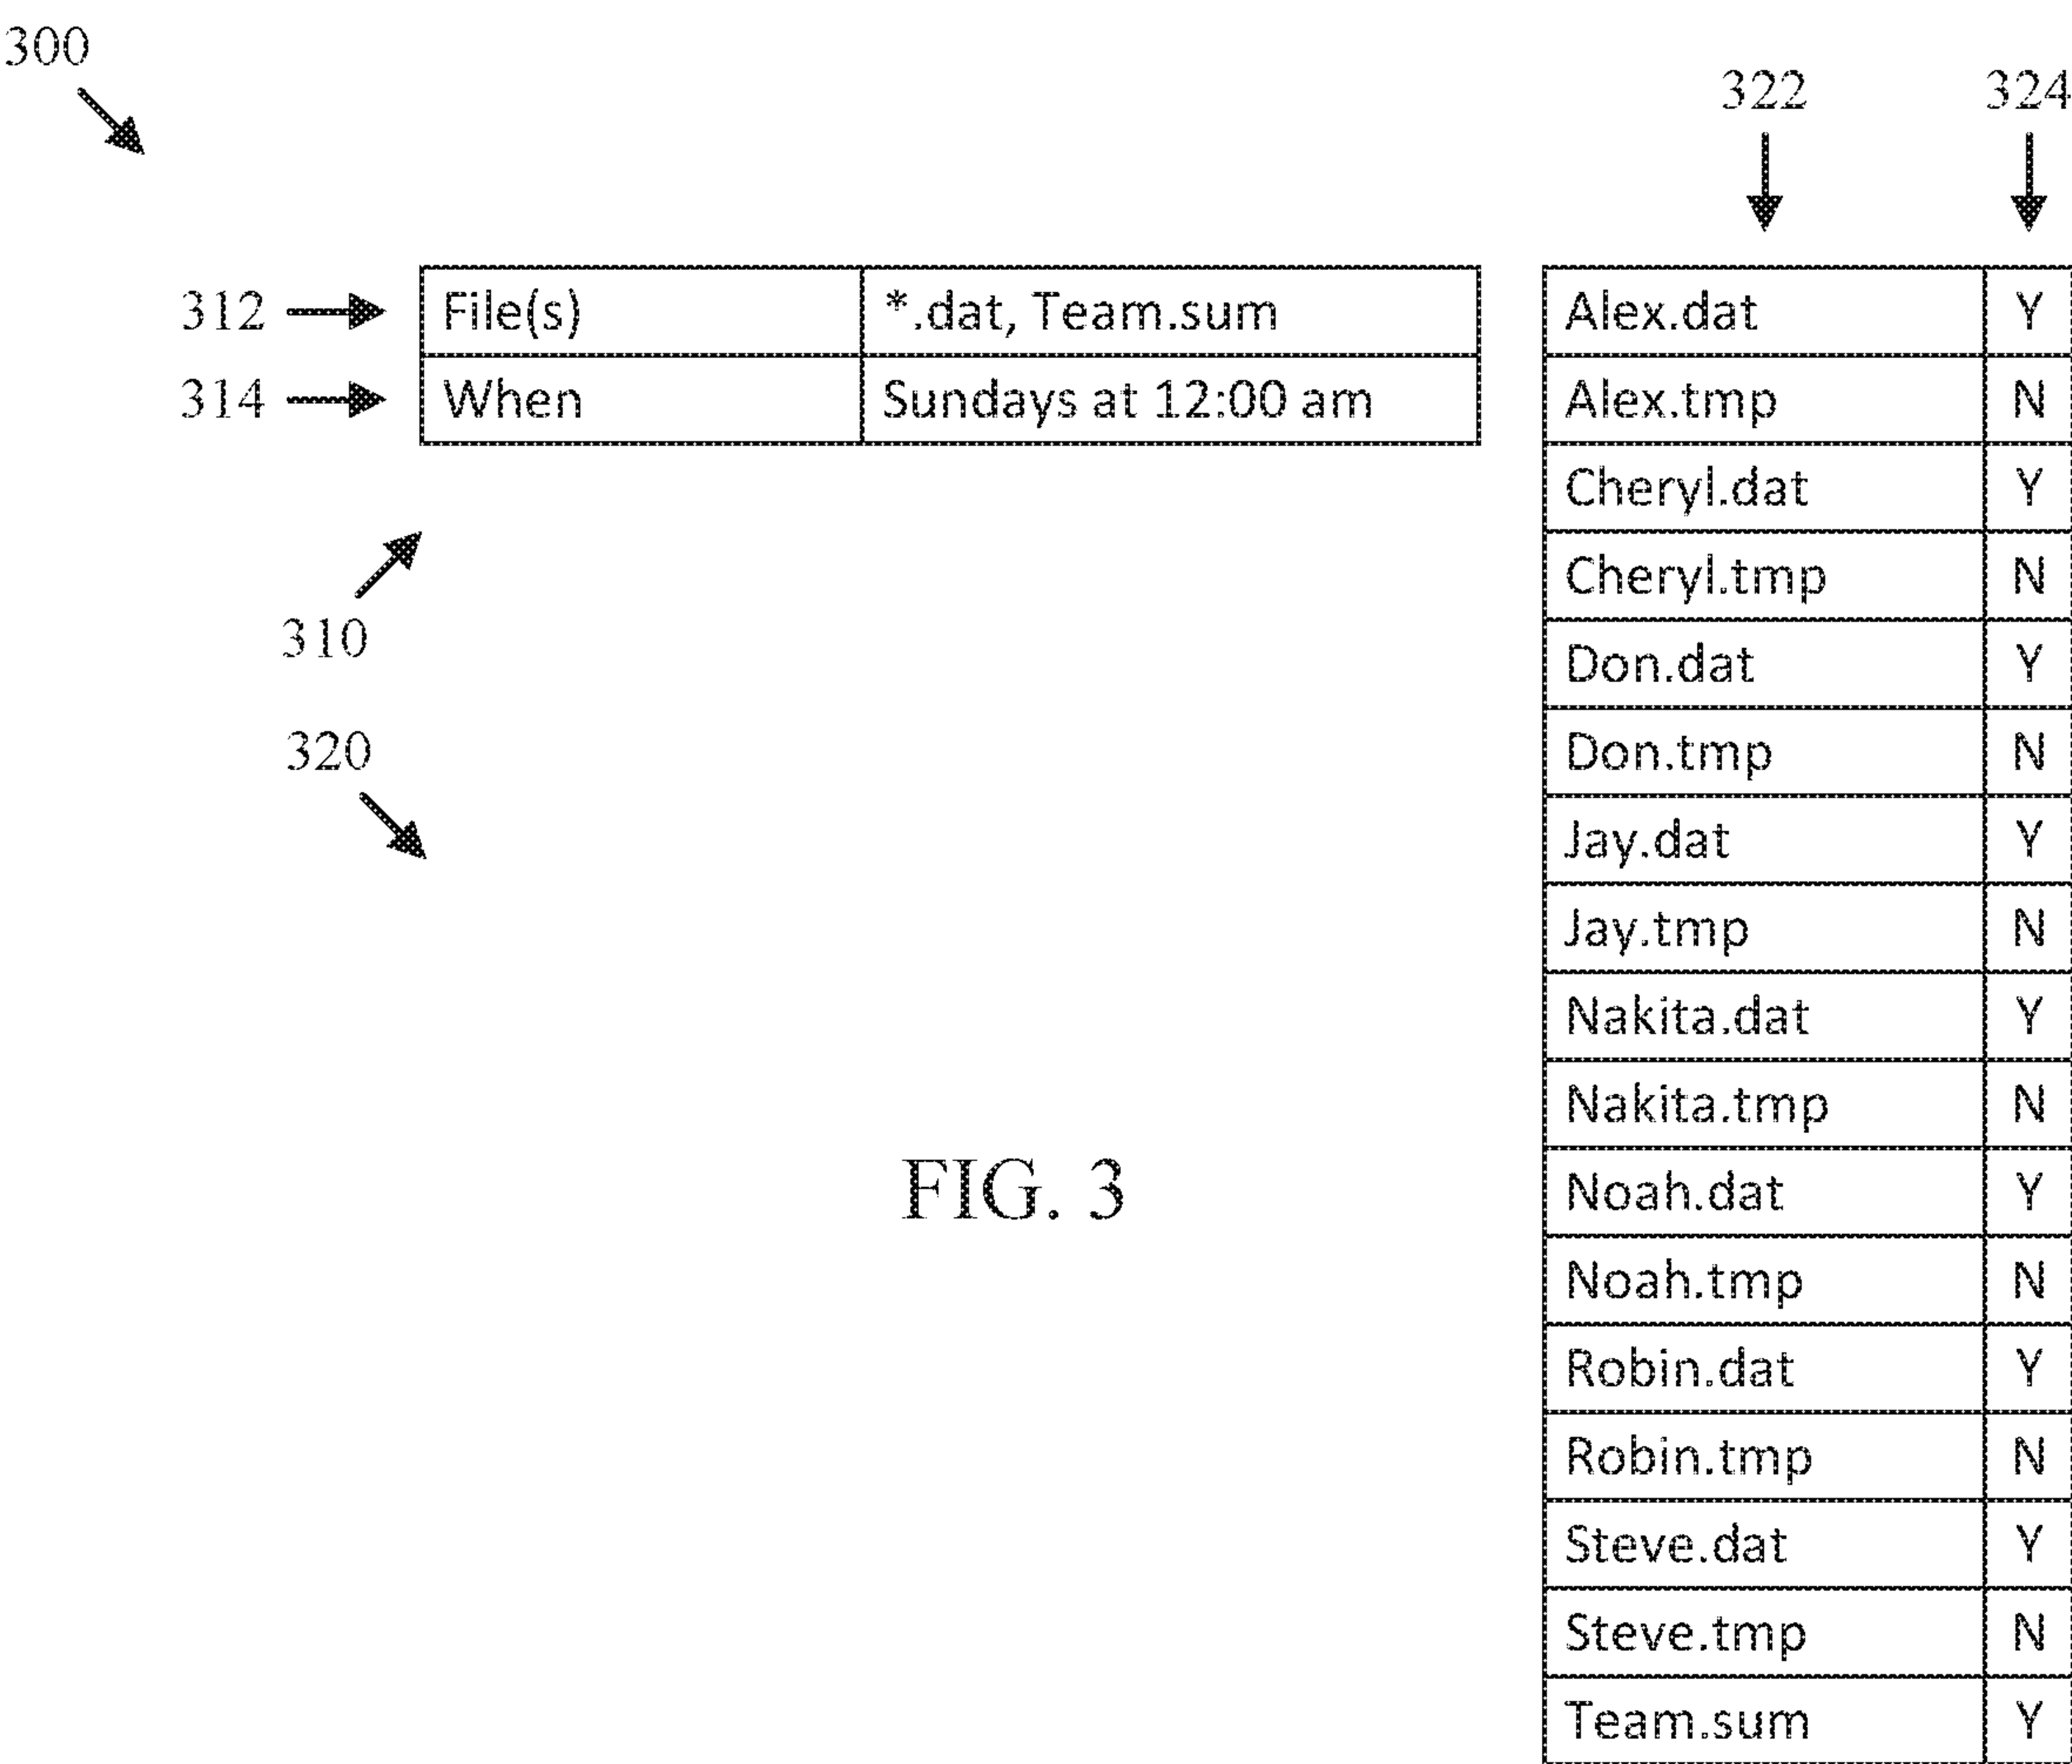 300
322 324
312 File(s) *.dat, Team.sum
314 When Sundays at 12:00 am
310
320
Alex.dat Y
Alex.tmp N
Cheryl.dat Y
Cheryl.tmp N
Don.dat Y
Don.tmp N
Jay.dat Y
Jay.tmp N
Nakita.dat Y
Nakita.tmp N
Noah.dat Y
Noah.tmp N
Robin.dat Y
Robin.tmp N
Steve.dat Y
Steve.tmp N
Team.sum Y
FIG. 3